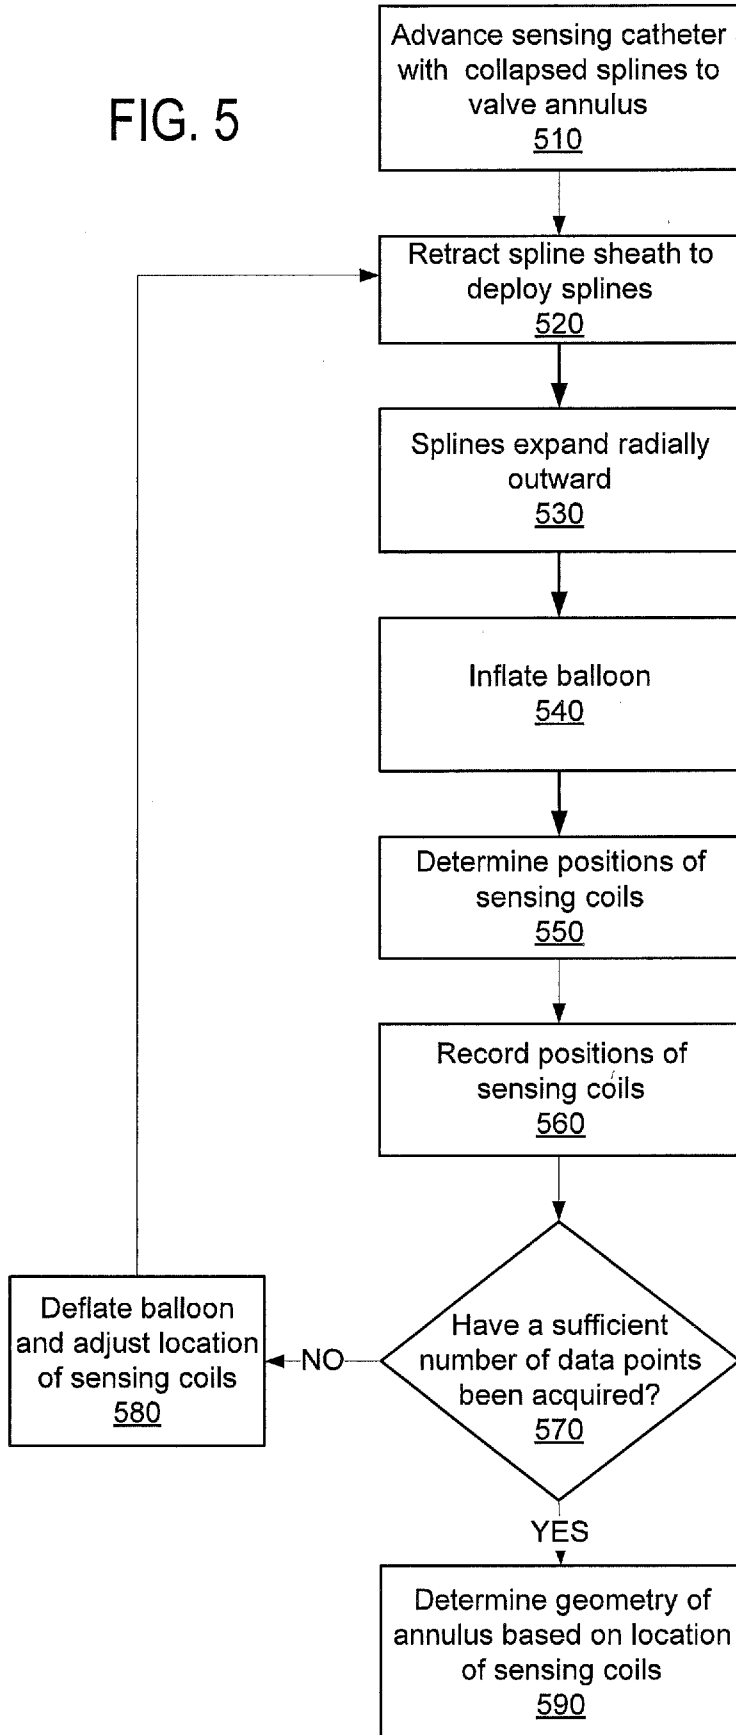 FIG. 5
Advance sensing catheter
with collapsed splines to
valve annulus
510
Retract spline sheath to
deploy splines
520
Splines expand radially
outward
530
Inflate balloon
540
Determine positions of
sensing coils
550
Record positions of
sensing coils
560
Have a sufficient
number of data points
been acquired?
570
NO
Deflate balloon
and adjust location
of sensing coils
580
YES
Determine geometry of
annulus based on location
of sensing coils
590